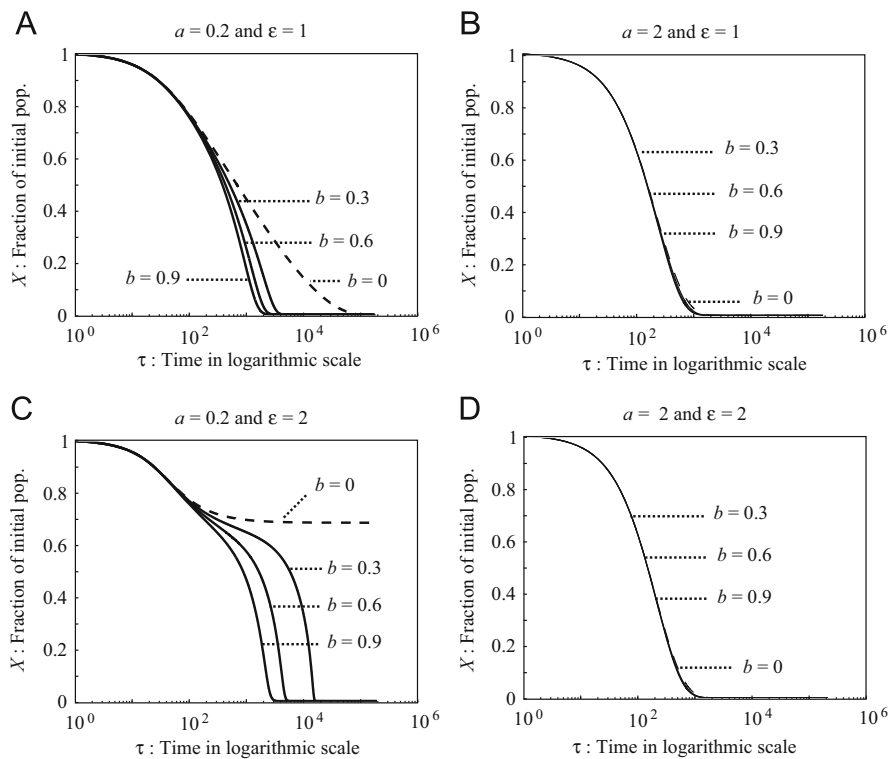 A
a = 0.2 and ε = 1
X : Fraction of initial pop.
1
0.8
0.6
0.4
0.2
0
b = 0.3
b = 0.6
b = 0.9
b = 0
10^0
10^2
10^4
10^6
τ : Time in logarithmic scale
B
a = 2 and ε = 1
X : Fraction of initial pop.
1
0.8
0.6
0.4
0.2
0
b = 0.3
b = 0.6
b = 0.9
b = 0
10^0
10^2
10^4
10^6
τ : Time in logarithmic scale
C
a = 0.2 and ε = 2
X : Fraction of initial pop.
1
0.8
0.6
0.4
0.2
0
b = 0
b = 0.3
b = 0.6
b = 0.9
10^0
10^2
10^4
10^6
τ : Time in logarithmic scale
D
a = 2 and ε = 2
X : Fraction of initial pop.
1
0.8
0.6
0.4
0.2
0
b = 0.3
b = 0.6
b = 0.9
b = 0
10^0
10^2
10^4
10^6
τ : Time in logarithmic scale